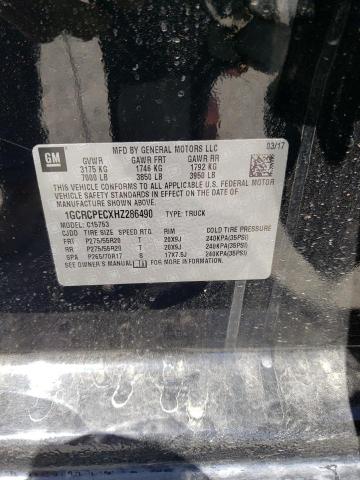 GM
MFD BY GENERAL MOTORS LLC 03/17
GVWR GAWR FRT GAWR RR
3175 KG 1746 KG 1792 KG
7000 LB 3850 LB 3950 LB
THIS VEHICLE CONFORMS TO ALL APPLICABLE U.S. FEDERAL MOTOR
VEHICLE SAFETY STANDARDS IN EFFECT ON THE DATE OF
MANUFACTURE SHOWN ABOVE.
1GCRCPECXHZ286490 TYPE: TRUCK
MODEL: C15753
CJDD TIRE SIZE SPEED RTG RIM COLD TIRE PRESSURE
FRT P275/55R20 T 20X9J 240KPA(35PSI)
RR P275/55R20 T 20X9J 240KPA(35PSI)
SPA P265/70R17 S 17X7.5J 240KPA(35PSI)
SEE OWNER'S MANUAL FOR MORE INFORMATION.